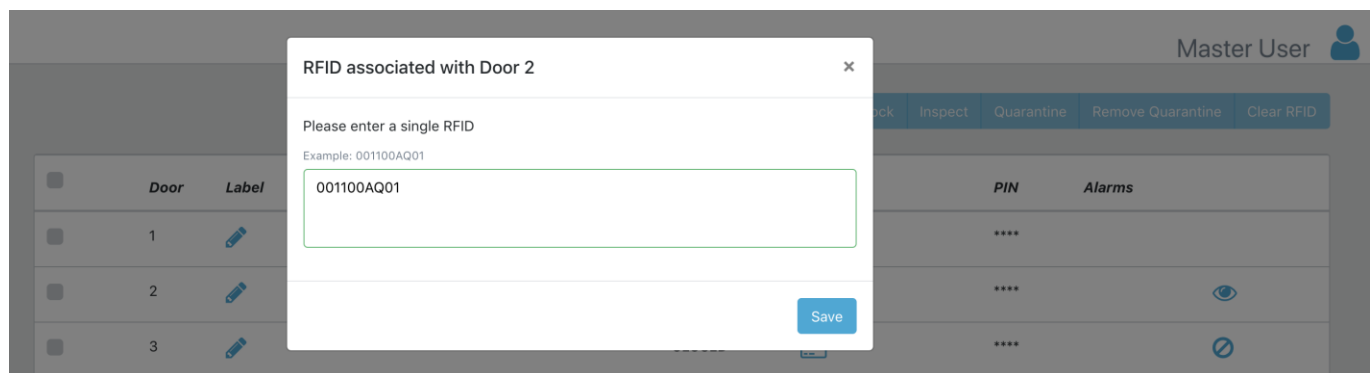 Master User
RFID associated with Door 2 ×
Inspect Quarantine Remove Quarantine Clear RFID
Please enter a single RFID
Example: 001100AQ01
001100AQ01
Door Label PIN Alarms
1 ****
2 ****
Save
3 ****